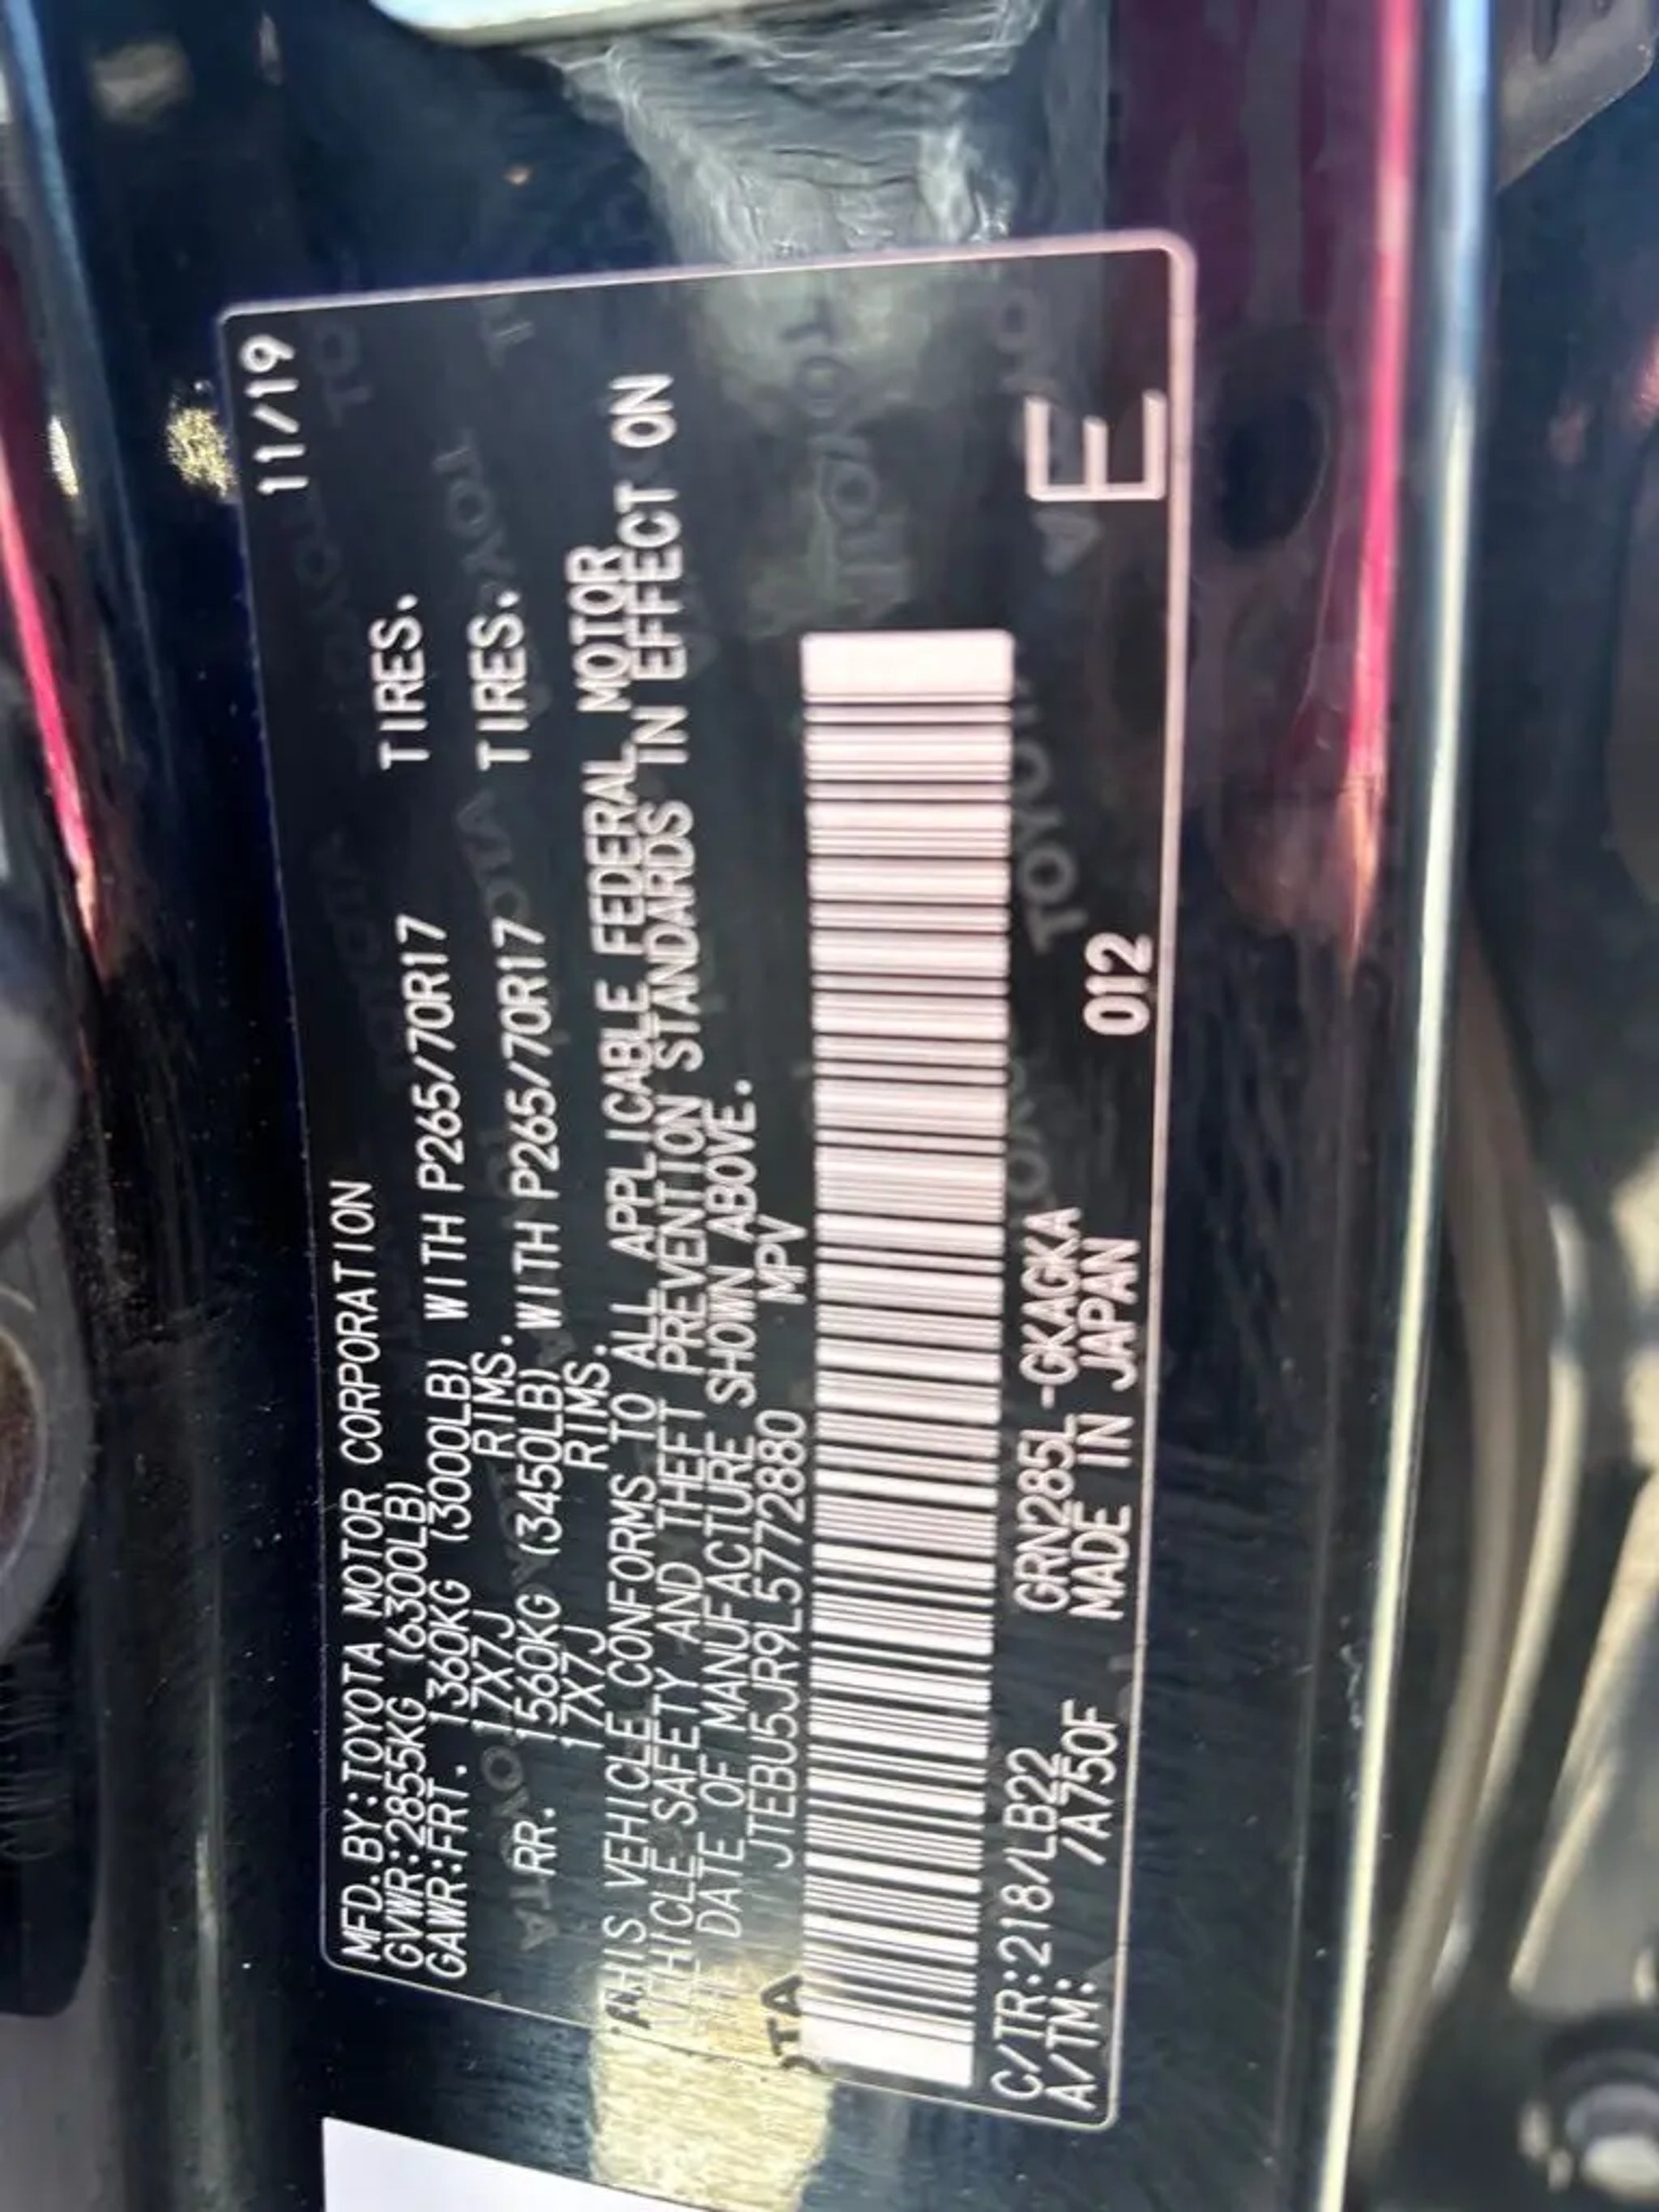 11/19
MFD.BY:TOYOTA MOTOR CORPORATION
GVWR:2855KG (6300LB)
GAWR:FRT. 1360KG (3000LB) WITH P265/70R17 TIRES.
17X7J RIMS.
RR. 1560KG (3450LB) WITH P265/70R17 TIRES.
17X7J RIMS.
THIS VEHICLE CONFORMS TO ALL APPLICABLE FEDERAL MOTOR
VEHICLE SAFETY AND THEFT PREVENTION STANDARDS IN EFFECT ON
THE DATE OF MANUFACTURE SHOWN ABOVE.
JTEBU5JR9L5772880 MPV
C/TR:218/LB22 GRN285L-GKAGKA
A/TM: /A750F MADE IN JAPAN 012
E